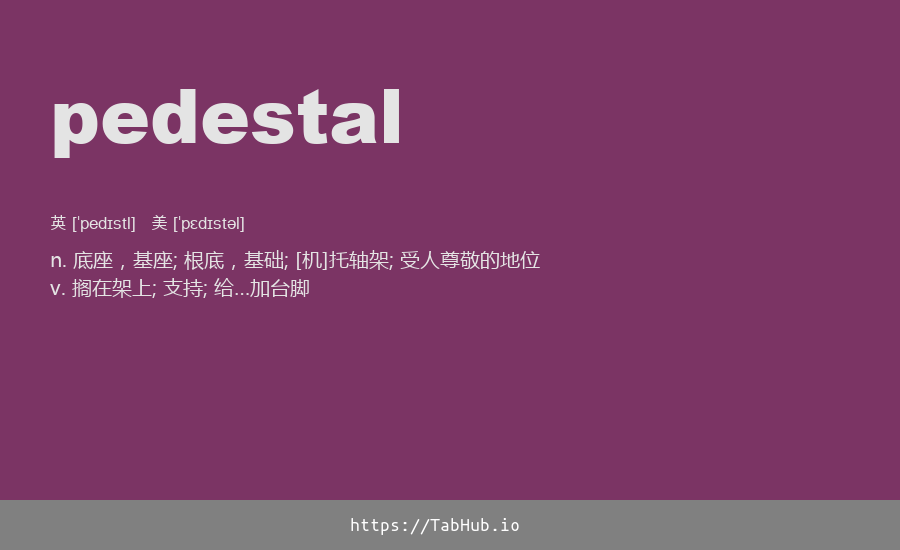 pedestal
英 [ˈpedɪstl] 美 [ˈpɛdɪstəl]
n. 底座，基座; 根底，基础; [机]托轴架; 受人尊敬的地位
v. 搁在架上; 支持; 给...加台脚
https://TabHub.io